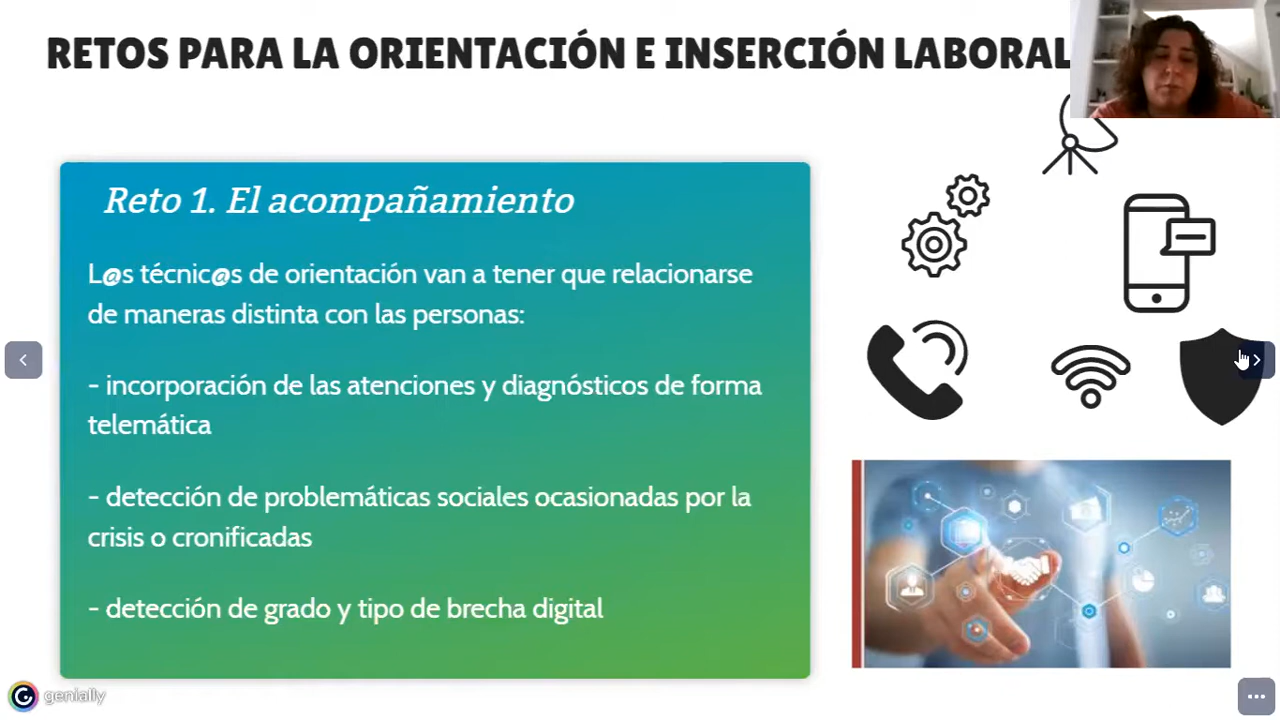 RETOS PARA LA ORIENTACIÓN E INSERCIÓN LABORAL
Reto 1. El acompañamiento
L@s técnic@s de orientación van a tener que relacionarse
de maneras distinta con las personas:
- incorporación de las atenciones y diagnósticos de forma
telemática
- detección de problemáticas sociales ocasionadas por la
crisis o cronificadas
- detección de grado y tipo de brecha digital
genially